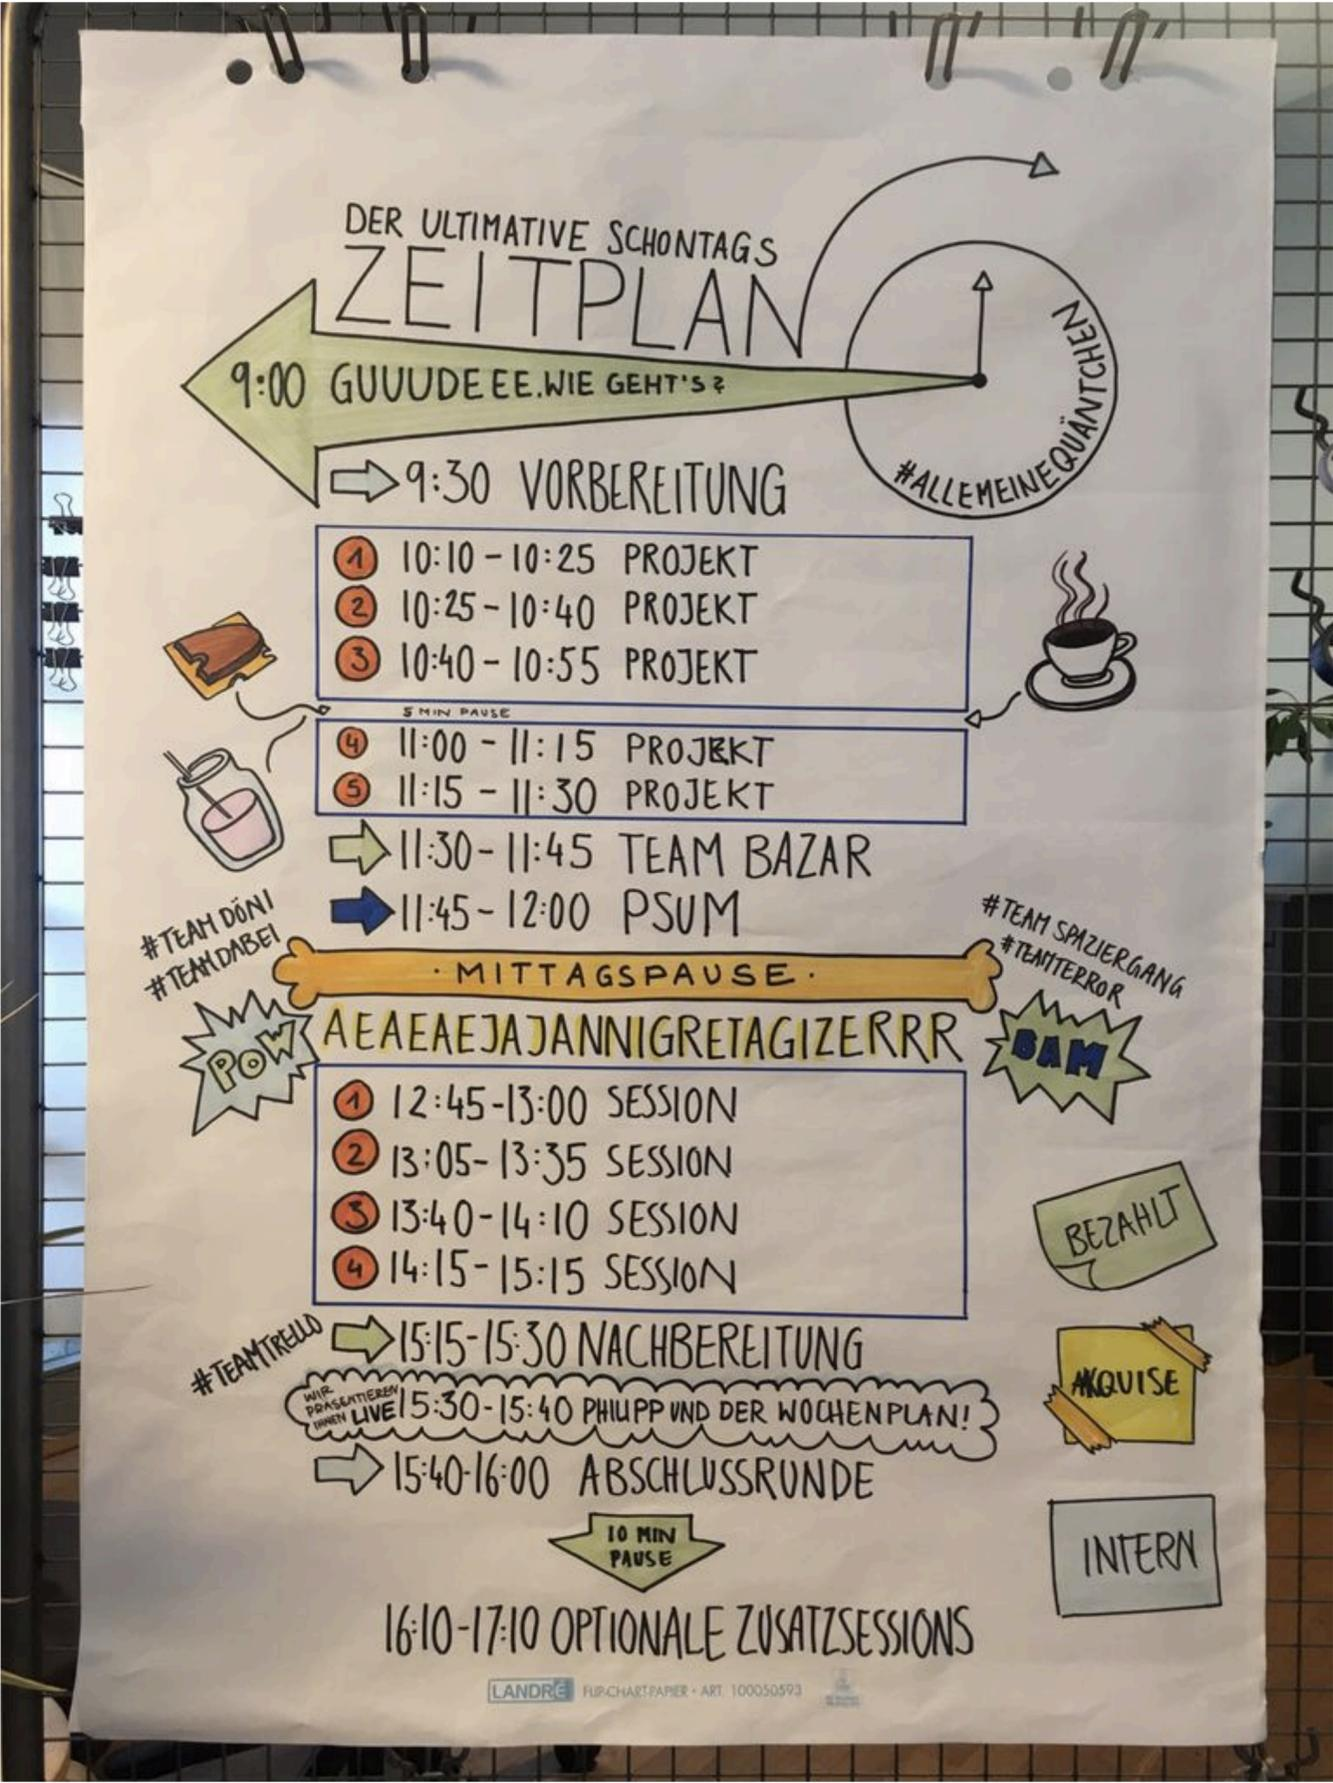 DER ULTIMATIVE SCHONTAGS
ZEITPLAN
9:00 GUUUDEEE.WIE GEHT'S?
#ALLEMEINEQUÄNTCHEN
9:30 VORBEREITUNG
1 10:10-10:25 PROJEKT
2 10:25-10:40 PROJEKT
3 10:40-10:55 PROJEKT
5 MIN PAUSE
4 11:00-11:15 PROJEKT
5 11:15-11:30 PROJEKT
11:30-11:45 TEAM BAZAR
11:45-12:00 PSUM
#TEAM DÖNI
#TEAMDABEI
· MITTAGSPAUSE ·
#TEAM SPAZIERGANG
#TEAMTERROR
POW
AEAEAEJAJANNIGRETAGIZERRR
BAM
1 12:45-13:00 SESSION
2 13:05-13:35 SESSION
3 13:40-14:10 SESSION
4 14:15-15:15 SESSION
BEZAHLT
#TEAMTRELLO
15:15-15:30 NACHBEREITUNG
AKQUISE
WIR
PRÄSENTIEREN
IHNEN LIVE 15:30-15:40 PHILIPP UND DER WOCHENPLAN!
15:40-16:00 ABSCHLUSSRUNDE
INTERN
10 MIN
PAUSE
16:10-17:10 OPTIONALE ZUSATZSESSIONS
LANDRÉ FLIP-CHART-PAPIER · ART. 100050593